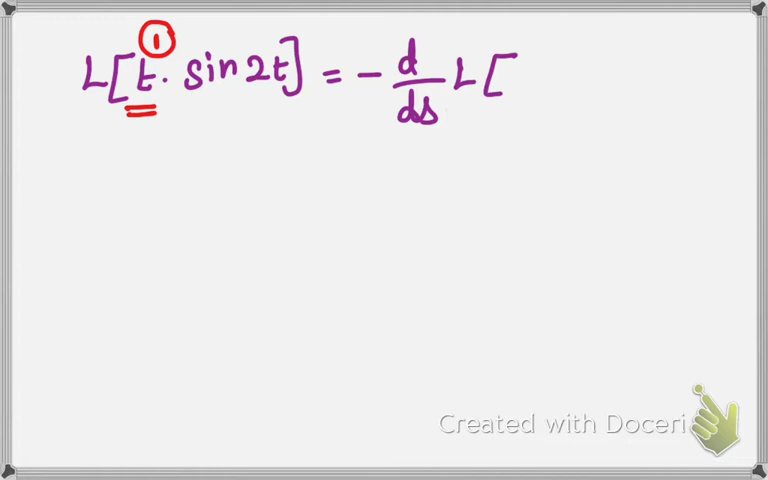 L[t¹. sin2t] = - d/ds L[
Created with Doceri